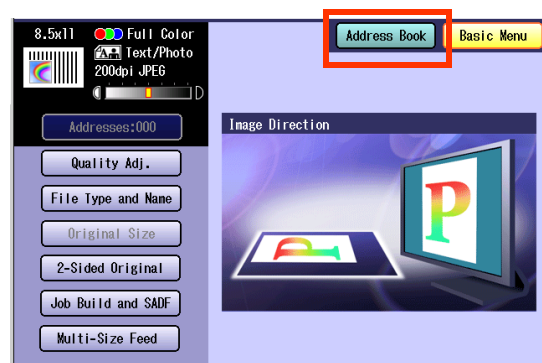 8.5x11 Full Color
A Text/Photo
200dpi JPEG
Address Book
Basic Menu
Addresses:000
Quality Adj.
File Type and Name
Original Size
2-Sided Original
Job Build and SADF
Multi-Size Feed
Image Direction
P
P